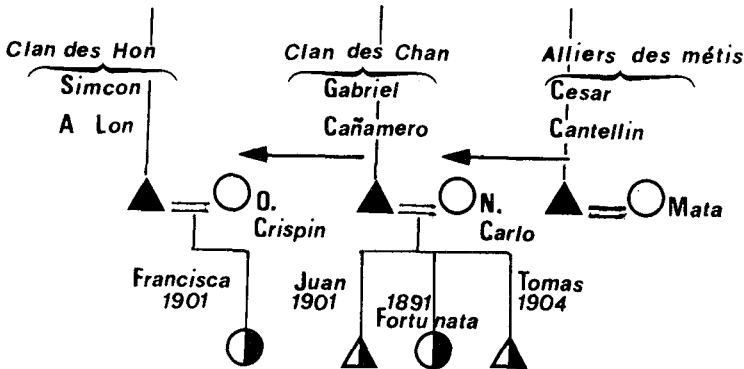 Clan des Hon
Clan des Chan
Alliers des métis
Simcon
A Lon
Gabriel
Cañamero
Cesar
Cantellin
O.
Crispin
N.
Carlo
Mata
Francisca
1901
Juan
1901
1891
Fortunata
Tomas
1904